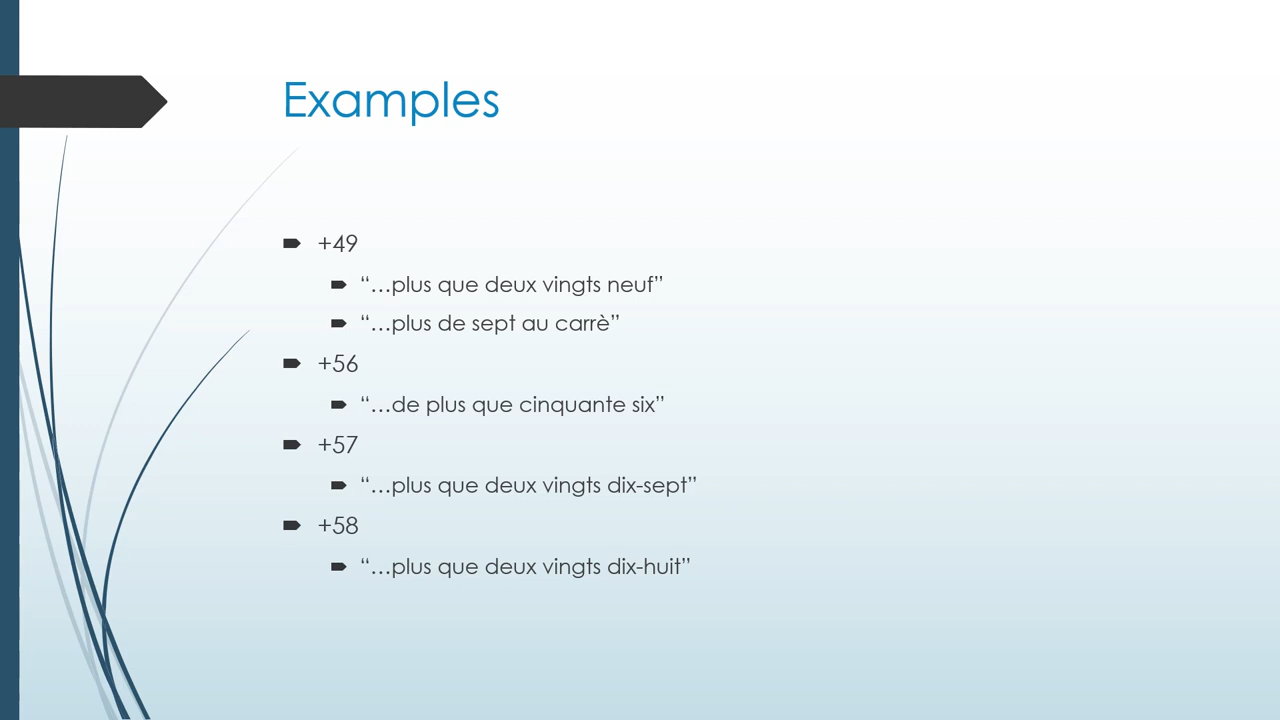 Examples
+49
“…plus que deux vingts neuf”
“…plus de sept au carrè”
+56
“…de plus que cinquante six”
+57
“…plus que deux vingts dix-sept”
+58
“…plus que deux vingts dix-huit”